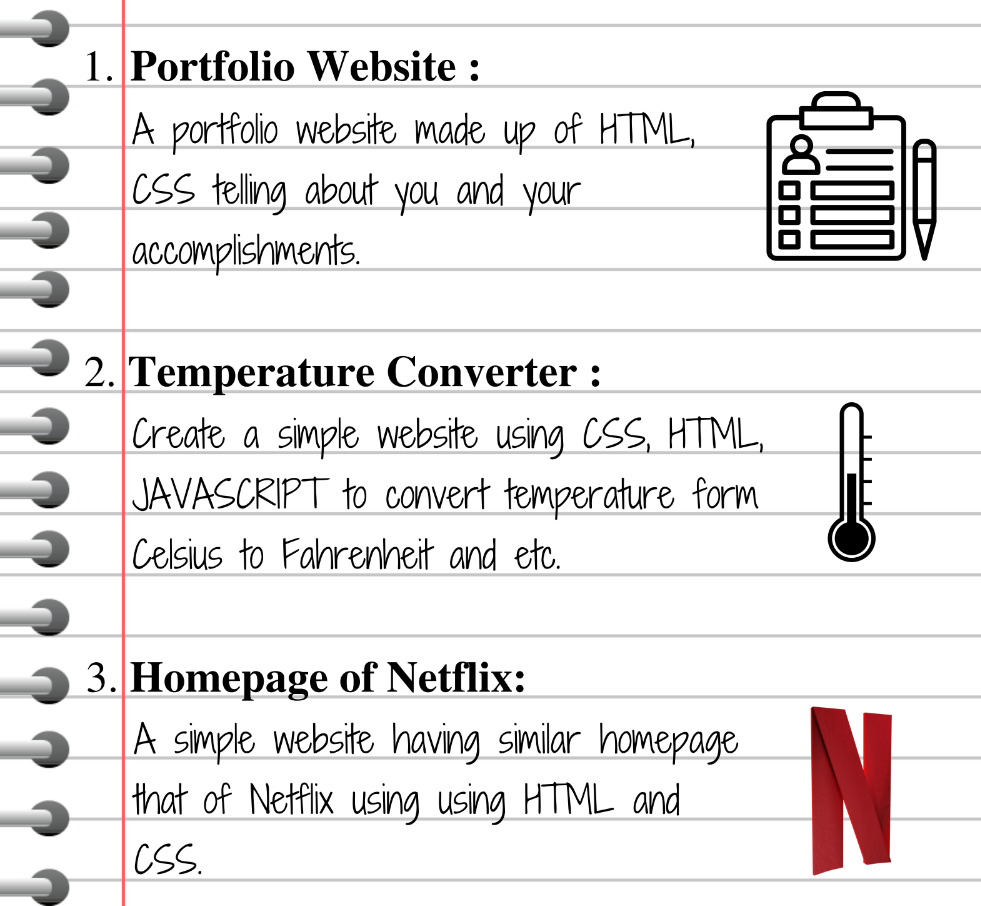 1. Portfolio Website :
A portfolio website made up of HTML,
CSS telling about you and your
accomplishments.
2. Temperature Converter :
Create a simple website using CSS, HTML,
JAVASCRIPT to convert temperature form
Celsius to Fahrenheit and etc.
3. Homepage of Netflix:
A simple website having similar homepage
that of Netflix using using HTML and
CSS.
N